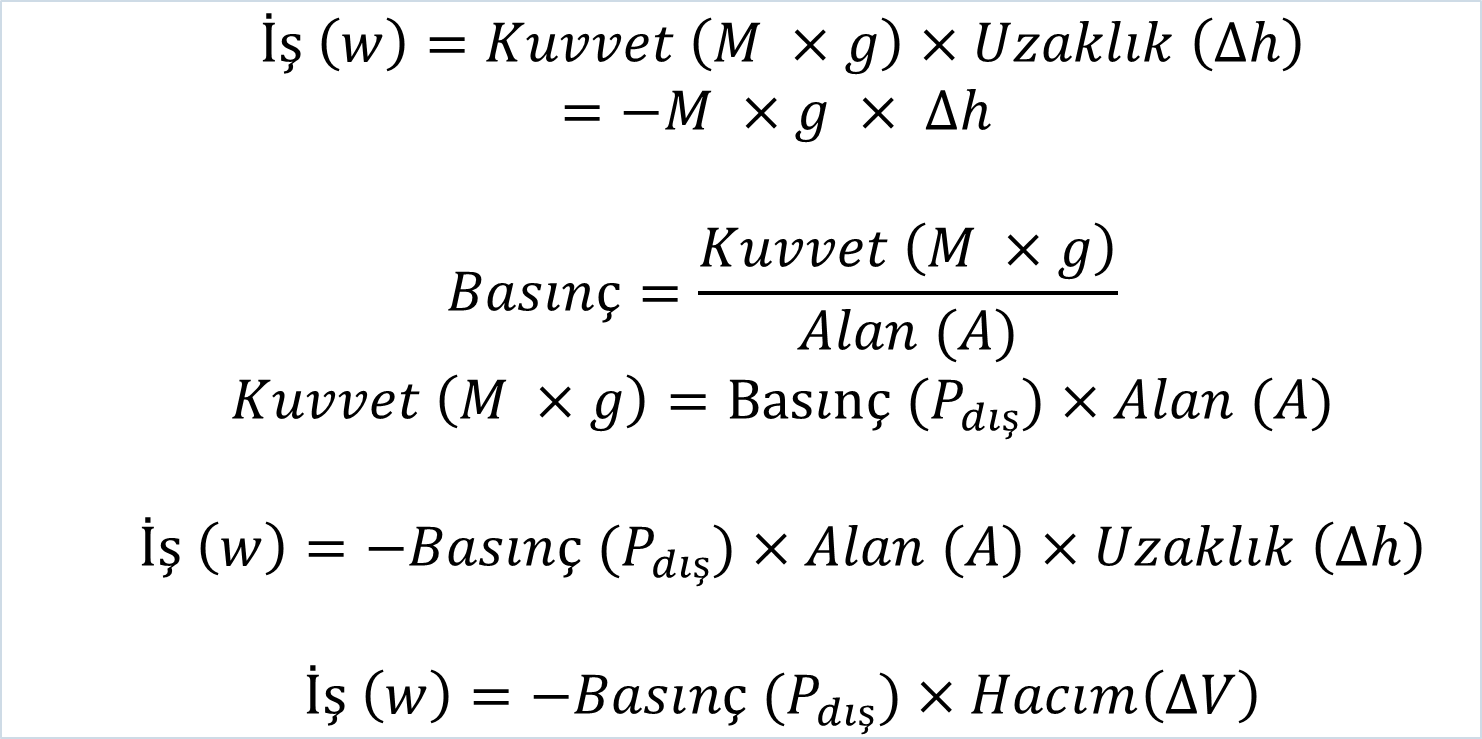 İş (w) = Kuvvet (M × g) × Uzaklık (Δh)
= −M × g × Δh
Basınç = Kuvvet (M × g) / Alan (A)
Kuvvet (M × g) = Basınç (P_dış) × Alan (A)
İş (w) = −Basınç (P_dış) × Alan (A) × Uzaklık (Δh)
İş (w) = −Basınç (P_dış) × Hacım(ΔV)